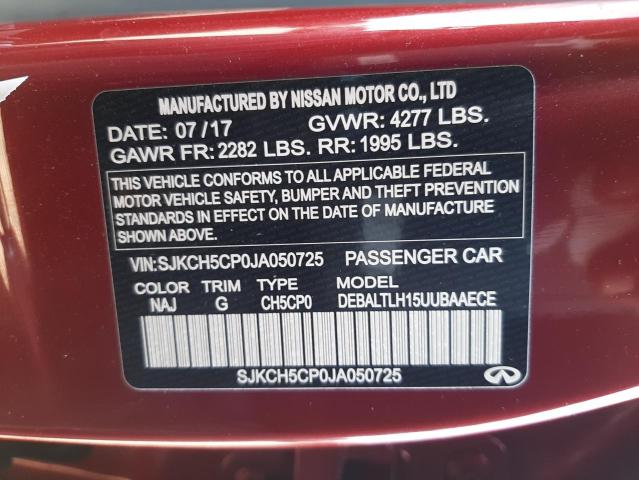 MANUFACTURED BY NISSAN MOTOR CO., LTD
DATE: 07/17 GVWR: 4277 LBS.
GAWR FR: 2282 LBS. RR: 1995 LBS.
THIS VEHICLE CONFORMS TO ALL APPLICABLE FEDERAL
MOTOR VEHICLE SAFETY, BUMPER AND THEFT PREVENTION
STANDARDS IN EFFECT ON THE DATE OF MANUFACTURE
SHOWN ABOVE.
VIN:SJKCH5CP0JA050725 PASSENGER CAR
COLOR TRIM TYPE MODEL
NAJ G CH5CP0 DEBALTLH15UUBAAECE
SJKCH5CP0JA050725